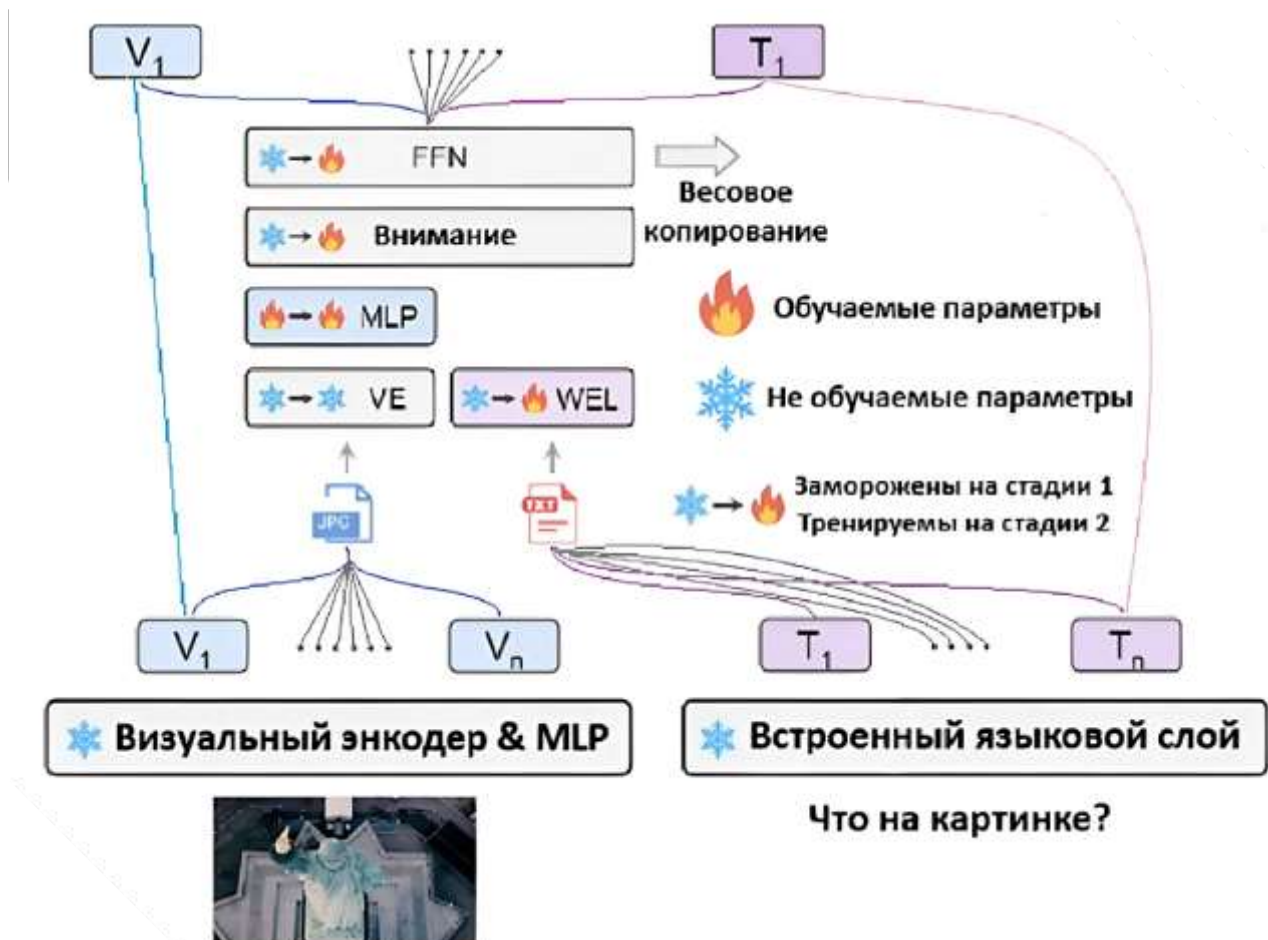 V1
T1
FFN
Весовое
копирование
Внимание
MLP
Обучаемые параметры
VE
WEL
Не обучаемые параметры
JPG
TXT
Заморожены на стадии 1
Тренируемы на стадии 2
V1
Vn
T1
Tn
Визуальный энкодер & MLP
Встроенный языковой слой
Что на картинке?